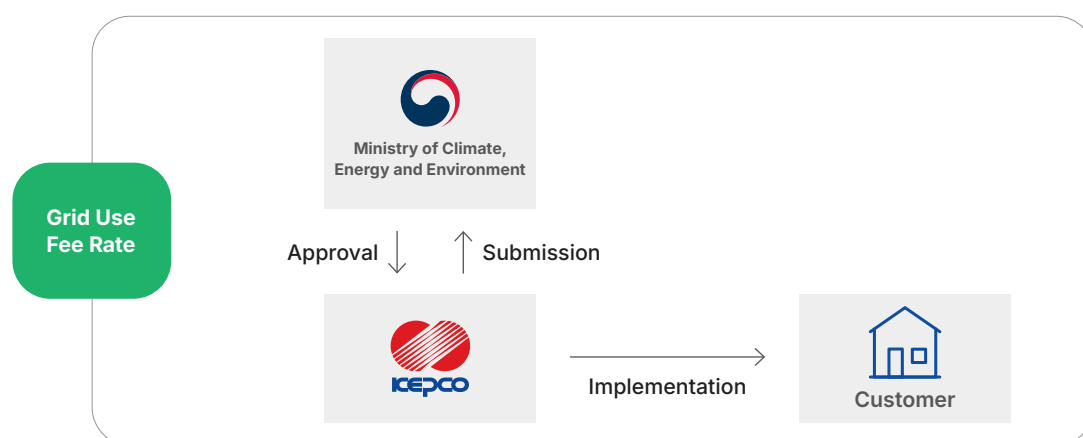 Ministry of Climate,
Energy and Environment
Grid Use
Fee Rate
Approval
Submission
KEPCO
Implementation
Customer